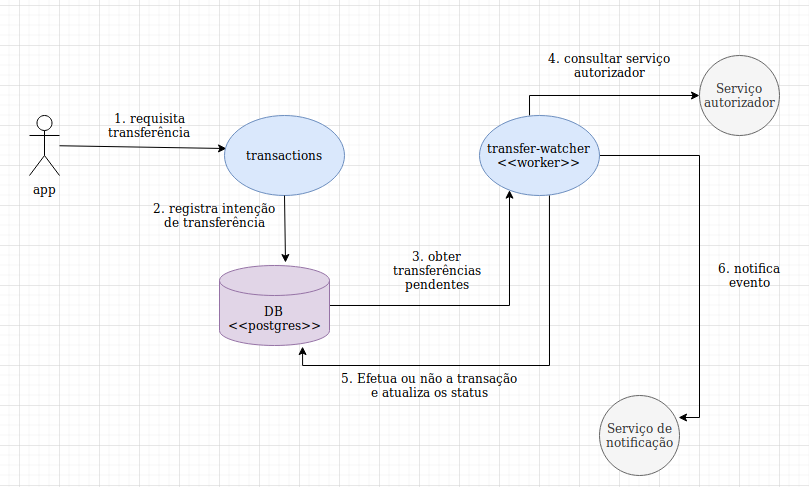 4. consultar serviço
autorizador
Serviço
autorizador
1. requisita
transferência
transactions
transfer-watcher
<<worker>>
app
2. registra intenção
de transferência
3. obter
transferências
pendentes
6. notifica
evento
DB
<<postgres>>
5. Efetua ou não a transação
e atualiza os status
Serviço de
notificação